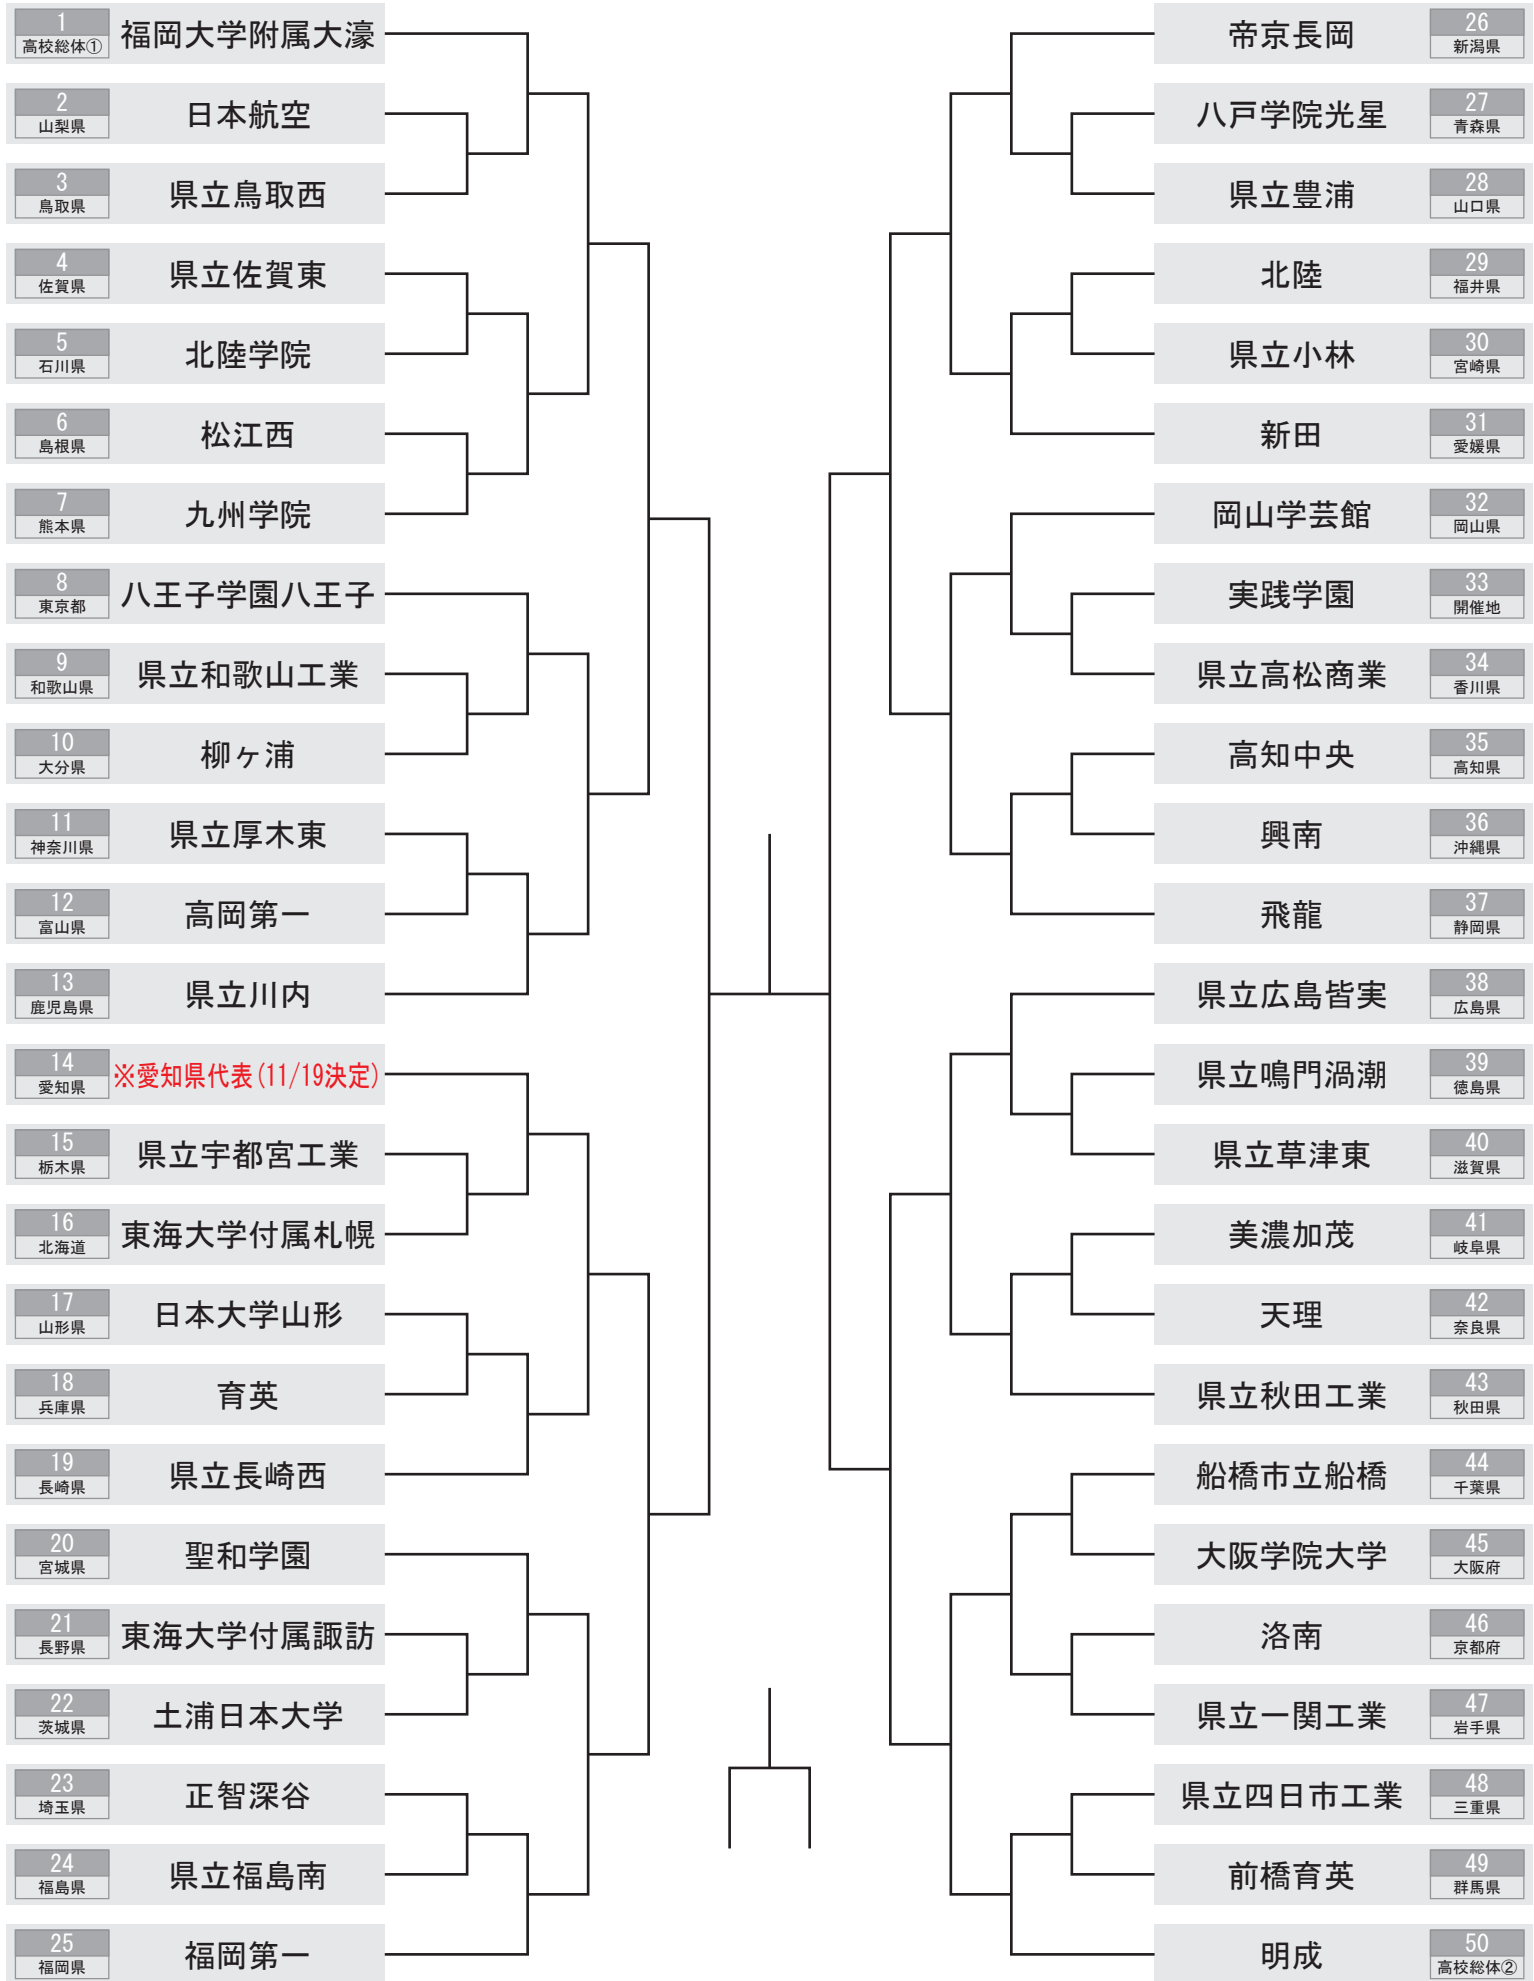 1
高校総体①
福岡大学附属大濠
2
山梨県
日本航空
3
鳥取県
県立鳥取西
4
佐賀県
県立佐賀東
5
石川県
北陸学院
6
島根県
松江西
7
熊本県
九州学院
8
東京都
八王子学園八王子
9
和歌山県
県立和歌山工業
10
大分県
柳ヶ浦
11
神奈川県
県立厚木東
12
富山県
高岡第一
13
鹿児島県
県立川内
14
愛知県
※愛知県代表(11/19決定)
15
栃木県
県立宇都宮工業
16
北海道
東海大学付属札幌
17
山形県
日本大学山形
18
兵庫県
育英
19
長崎県
県立長崎西
20
宮城県
聖和学園
21
長野県
東海大学付属諏訪
22
茨城県
土浦日本大学
23
埼玉県
正智深谷
24
福島県
県立福島南
25
福岡県
福岡第一
帝京長岡
26
新潟県
八戸学院光星
27
青森県
県立豊浦
28
山口県
北陸
29
福井県
県立小林
30
宮崎県
新田
31
愛媛県
岡山学芸館
32
岡山県
実践学園
33
開催地
県立高松商業
34
香川県
高知中央
35
高知県
興南
36
沖縄県
飛龍
37
静岡県
県立広島皆実
38
広島県
県立鳴門渦潮
39
徳島県
県立草津東
40
滋賀県
美濃加茂
41
岐阜県
天理
42
奈良県
県立秋田工業
43
秋田県
船橋市立船橋
44
千葉県
大阪学院大学
45
大阪府
洛南
46
京都府
県立一関工業
47
岩手県
県立四日市工業
48
三重県
前橋育英
49
群馬県
明成
50
高校総体②